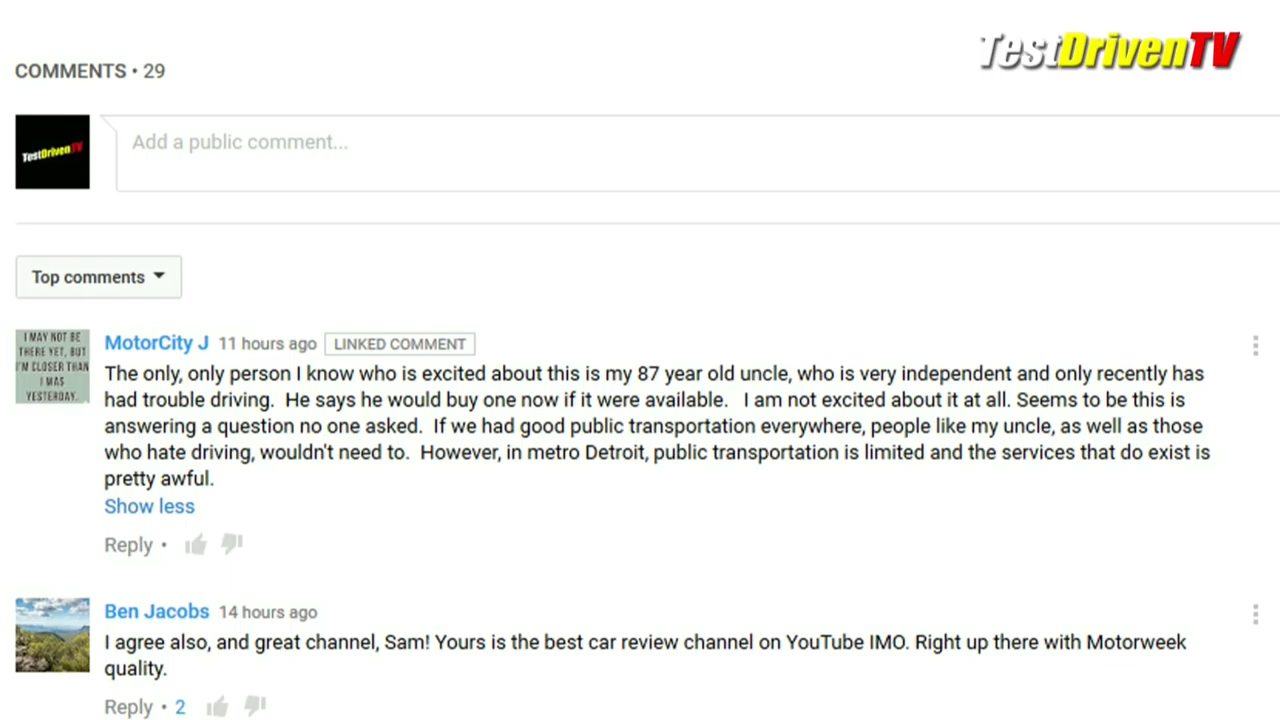 TestDrivenTV
COMMENTS • 29
TestDrivenTV
Add a public comment...
Top comments
I MAY NOT BE
THERE YET, BUT
I'M CLOSER THAN
I WAS
YESTERDAY.
MotorCity J 11 hours ago LINKED COMMENT
The only, only person I know who is excited about this is my 87 year old uncle, who is very independent and only recently has
had trouble driving. He says he would buy one now if it were available. I am not excited about it at all. Seems to be this is
answering a question no one asked. If we had good public transportation everywhere, people like my uncle, as well as those
who hate driving, wouldn't need to. However, in metro Detroit, public transportation is limited and the services that do exist is
pretty awful.
Show less
Reply •
Ben Jacobs 14 hours ago
I agree also, and great channel, Sam! Yours is the best car review channel on YouTube IMO. Right up there with Motorweek
quality.
Reply • 2